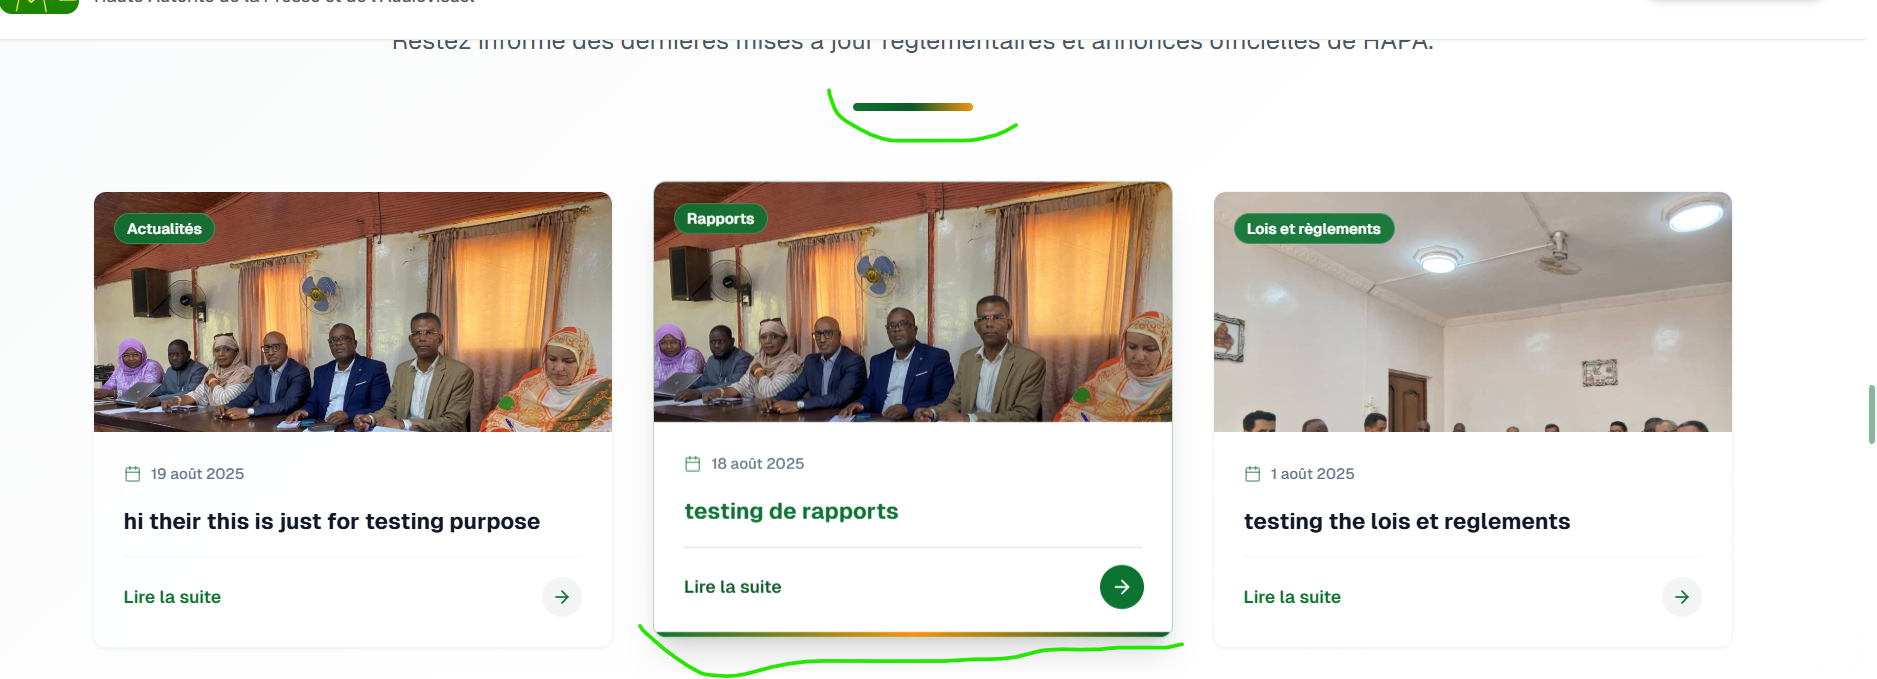 Haute Autorité de la Presse et de l'Audiovisuel
Restez informé des dernières mises à jour réglementaires et annonces officielles de HAPA.
Actualités
19 août 2025
hi their this is just for testing purpose
Lire la suite
Rapports
18 août 2025
testing de rapports
Lire la suite
Lois et règlements
1 août 2025
testing the lois et reglements
Lire la suite